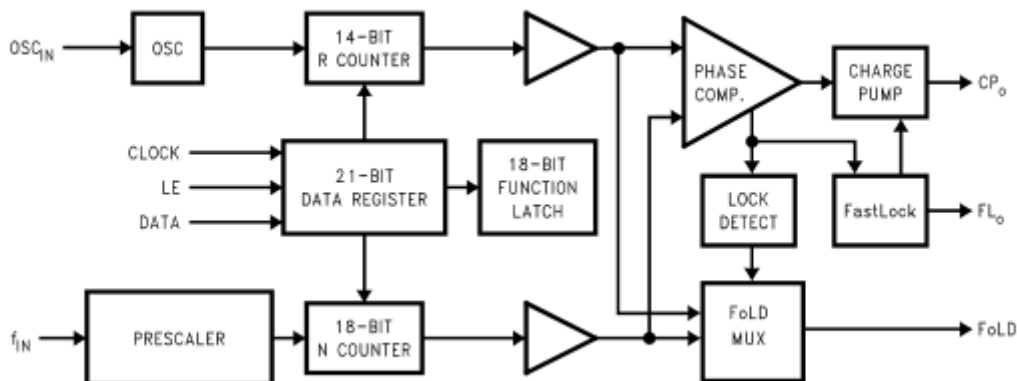 OSC_IN
OSC
14-BIT
R COUNTER
PHASE
COMP.
CHARGE
PUMP
CP_o
CLOCK
LE
DATA
21-BIT
DATA REGISTER
18-BIT
FUNCTION
LATCH
LOCK
DETECT
FastLock
FL_o
f_IN
PRESCALER
18-BIT
N COUNTER
FoLD
MUX
FoLD